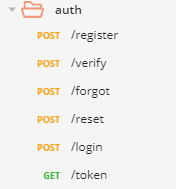 auth
POST /register
POST /verify
POST /forgot
POST /reset
POST /login
GET /token